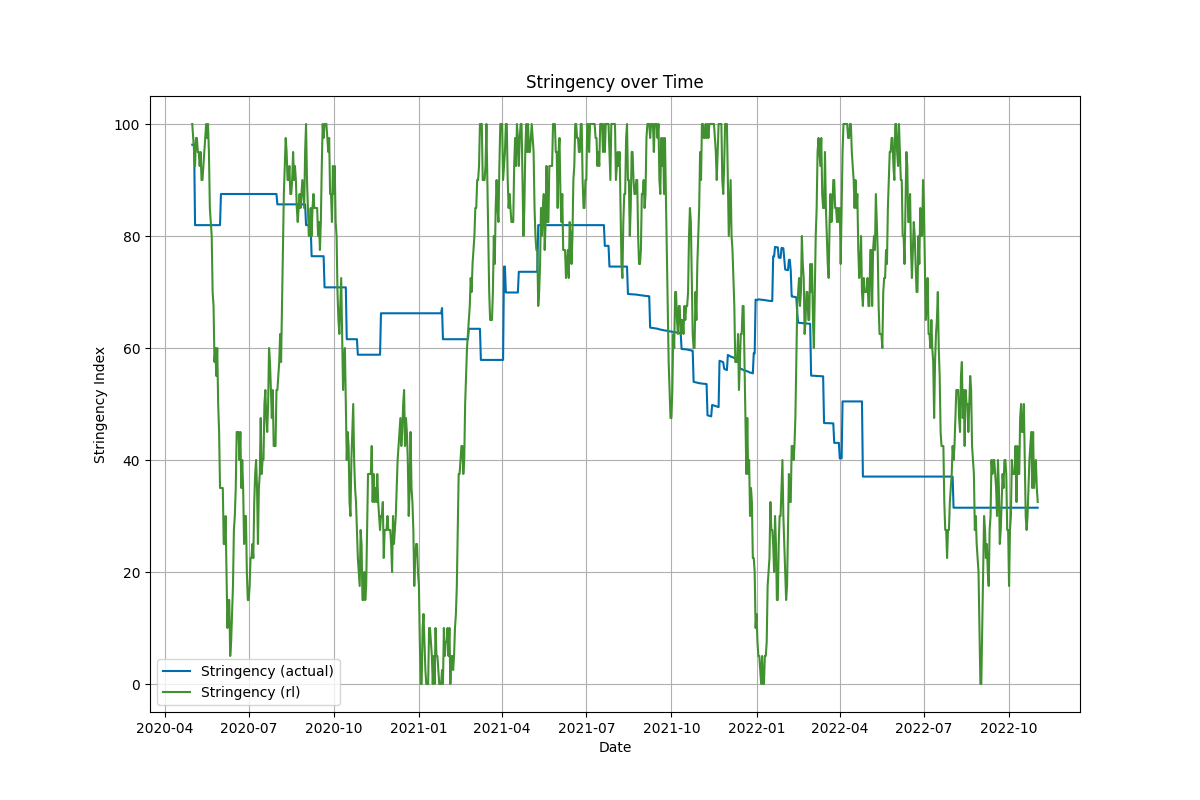 Stringency over Time
Stringency Index
100
80
60
40
20
0
Stringency (actual)
Stringency (rl)
2020-04 2020-07 2020-10 2021-01 2021-04 2021-07 2021-10 2022-01 2022-04 2022-07 2022-10
Date